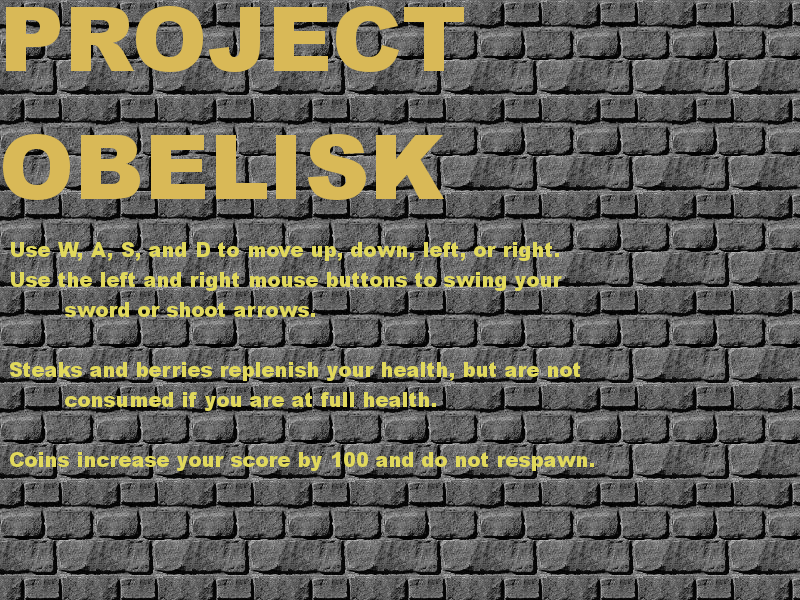 PROJECT
OBELISK
Use W, A, S, and D to move up, down, left, or right.
Use the left and right mouse buttons to swing your
sword or shoot arrows.
Steaks and berries replenish your health, but are not
consumed if you are at full health.
Coins increase your score by 100 and do not respawn.